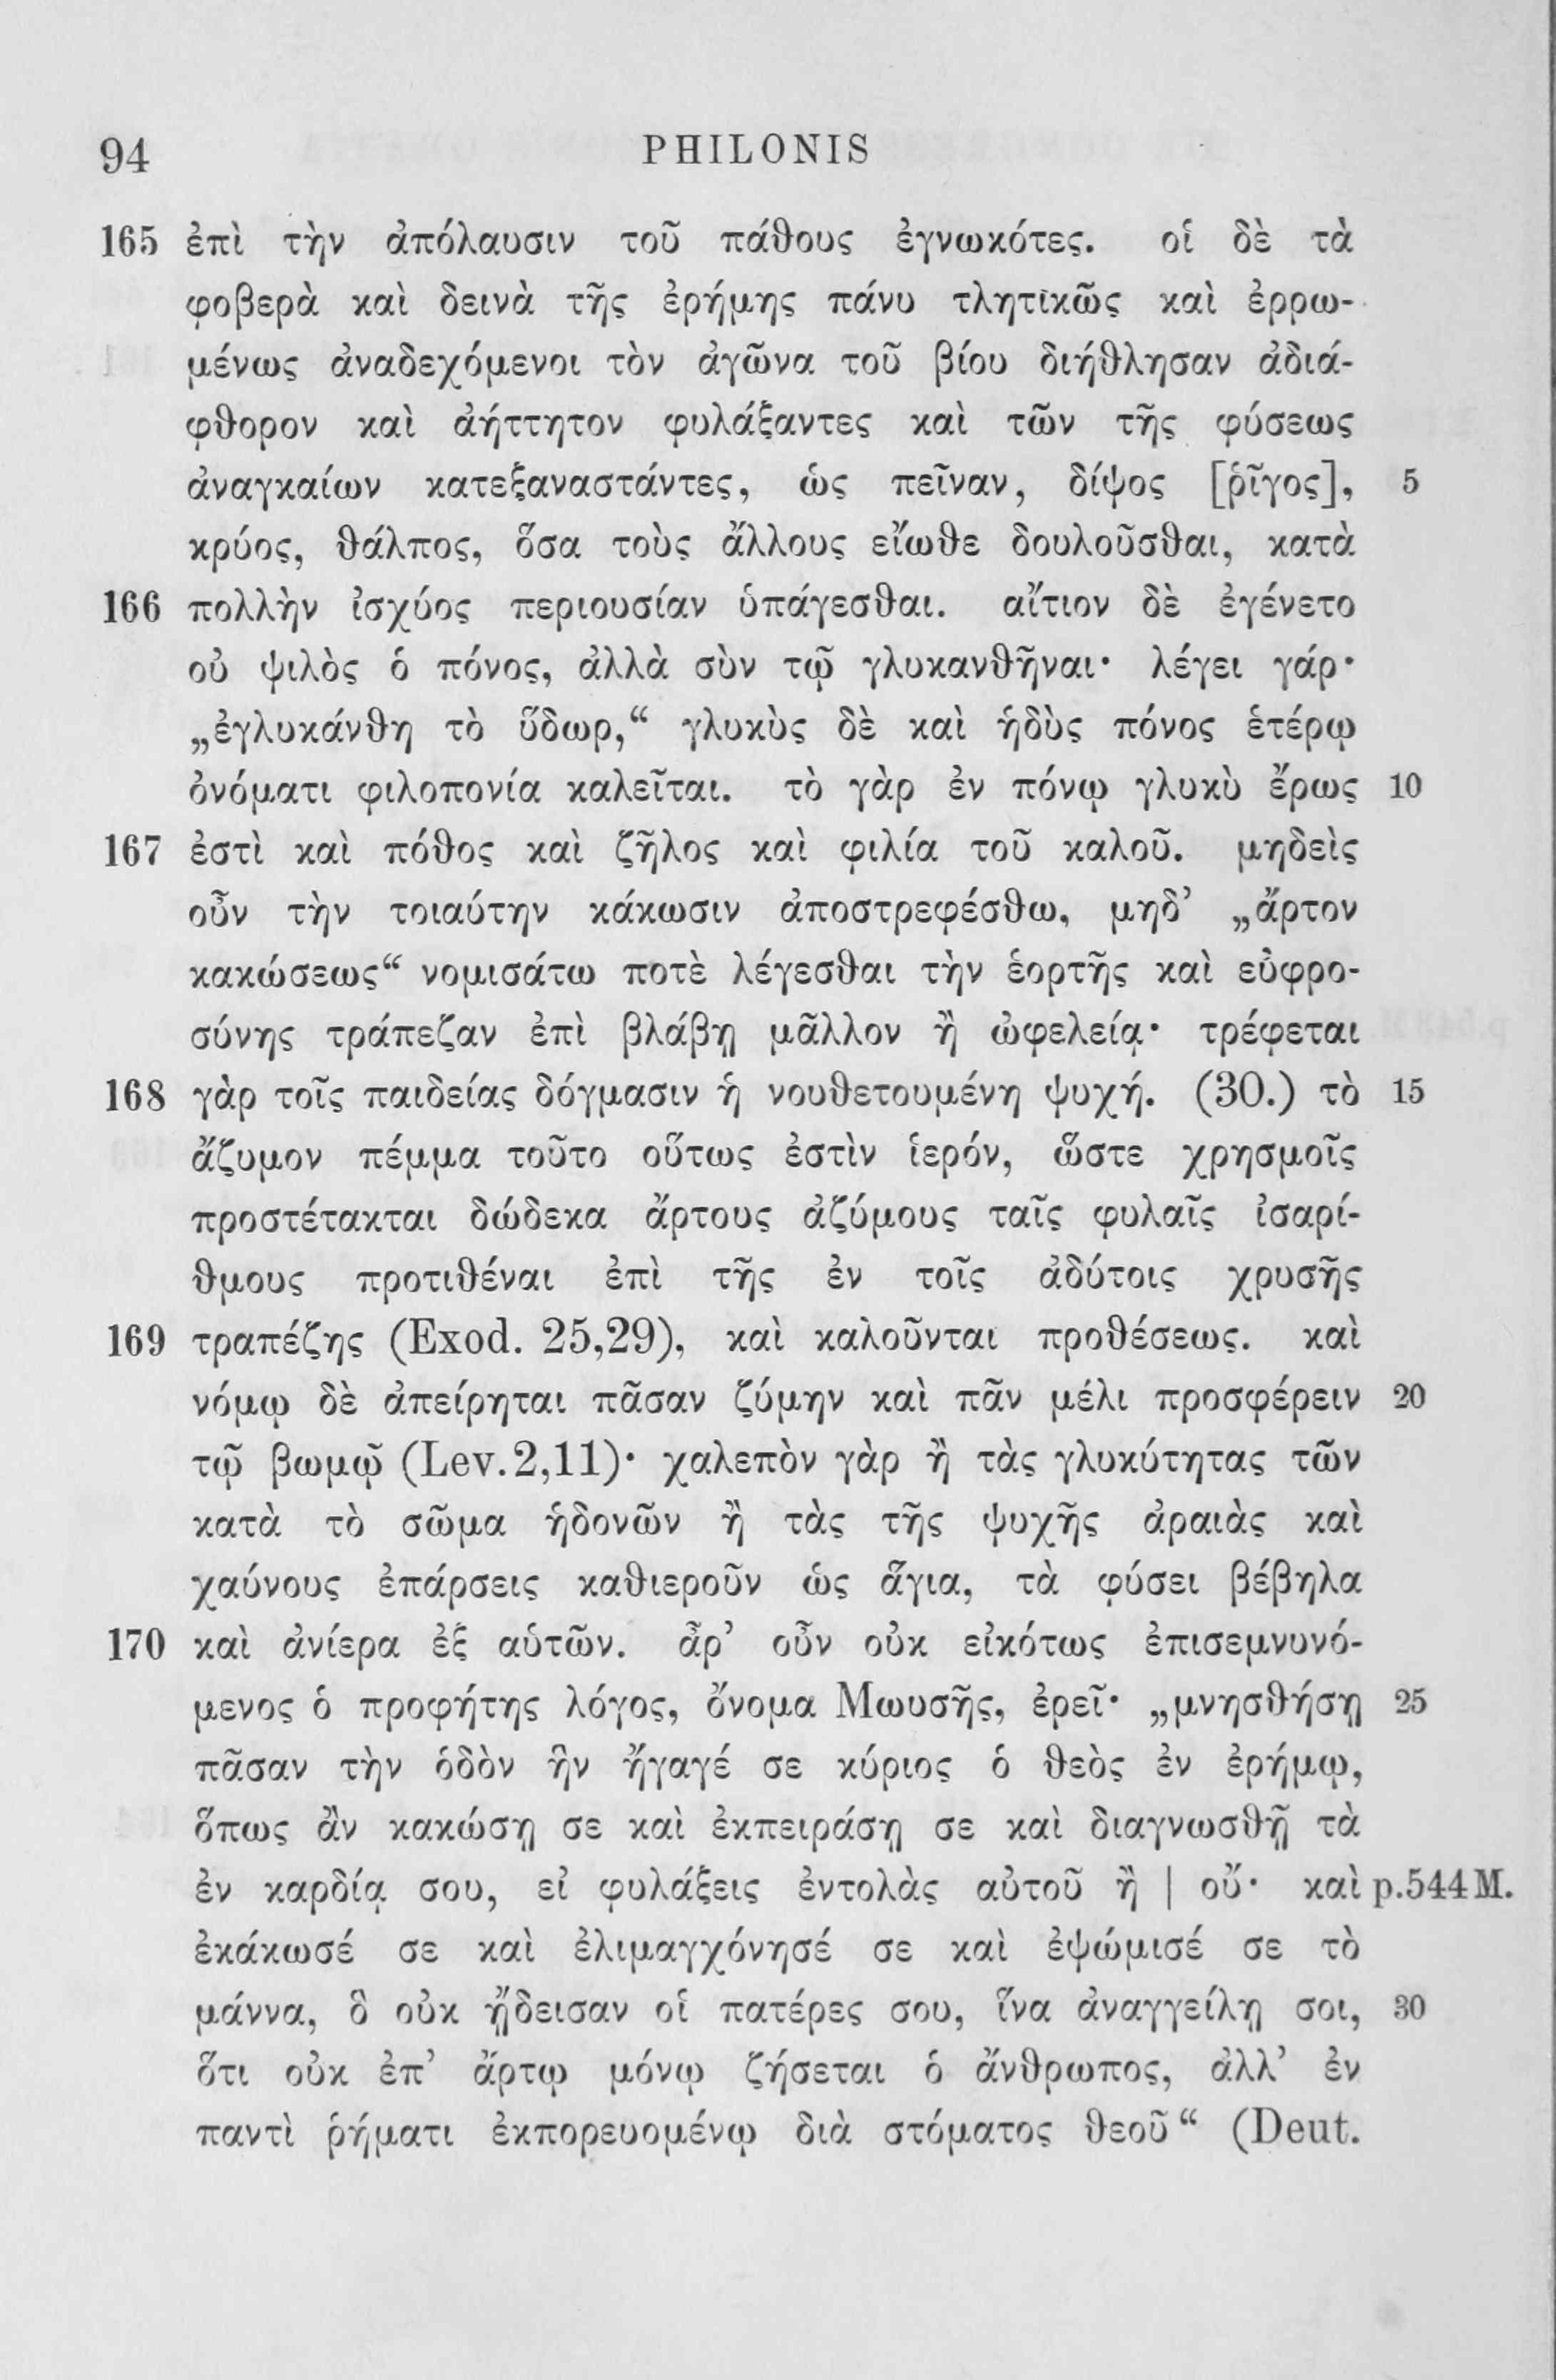 94 PHILONIS
165 ἐπὶ τὴν ἀπόλαυσιν τοῦ πάθους ἐγνωκότες. οἱ δὲ τὰ
φοβερὰ καὶ δεινὰ τῆς ἐρήμης πάνυ τλητικῶς καὶ ἐρρω-
μένως ἀναδεχόμενοι τὸν ἀγῶνα τοῦ βίου διήθλησαν ἀδιά-
φθορον καὶ ἀήττητον φυλάξαντες καὶ τῶν τῆς φύσεως
ἀναγκαίων κατεξαναστάντες, ὡς πεῖναν, δίψος [ῥῖγος], 5
κρύος, θάλπος, ὅσα τοὺς ἄλλους εἴωθε δουλοῦσθαι, κατὰ
166 πολλὴν ἰσχύος περιουσίαν ὑπάγεσθαι. αἴτιον δὲ ἐγένετο
οὐ ψιλὸς ὁ πόνος, ἀλλὰ σὺν τῷ γλυκανθῆναι· λέγει γάρ·
„ἐγλυκάνθη τὸ ὕδωρ,“ γλυκὺς δὲ καὶ ἡδὺς πόνος ἑτέρῳ
ὀνόματι φιλοπονία καλεῖται. τὸ γὰρ ἐν πόνῳ γλυκὺ ἔρως 10
167 ἐστὶ καὶ πόθος καὶ ζῆλος καὶ φιλία τοῦ καλοῦ. μηδεὶς
οὖν τὴν τοιαύτην κάκωσιν ἀποστρεφέσθω, μηδ’ „ἄρτον
κακώσεως“ νομισάτω ποτὲ λέγεσθαι τὴν ἑορτῆς καὶ εὐφρο-
σύνης τράπεζαν ἐπὶ βλάβῃ μᾶλλον ἢ ὠφελείᾳ· τρέφεται
168 γὰρ τοῖς παιδείας δόγμασιν ἡ νουθετουμένη ψυχή. (30.) τὸ 15
ἄζυμον πέμμα τοῦτο οὕτως ἐστὶν ἱερόν, ὥστε χρησμοῖς
προστέτακται δώδεκα ἄρτους ἀζύμους ταῖς φυλαῖς ἰσαρί-
θμους προτιθέναι ἐπὶ τῆς ἐν τοῖς ἀδύτοις χρυσῆς
169 τραπέζης (Exod. 25,29), καὶ καλοῦνται προθέσεως. καὶ
νόμῳ δὲ ἀπείρηται πᾶσαν ζύμην καὶ πᾶν μέλι προσφέρειν 20
τῷ βωμῷ (Lev. 2,11)· χαλεπὸν γὰρ ἢ τὰς γλυκύτητας τῶν
κατὰ τὸ σῶμα ἡδονῶν ἢ τὰς τῆς ψυχῆς ἀραιὰς καὶ
χαύνους ἐπάρσεις καθιεροῦν ὡς ἅγια, τὰ φύσει βέβηλα
170 καὶ ἀνίερα ἐξ αὑτῶν. ἆρ’ οὖν οὐκ εἰκότως ἐπισεμνυνό-
μενος ὁ προφήτης λόγος, ὄνομα Μωυσῆς, ἐρεῖ· „μνησθήσῃ 25
πᾶσαν τὴν ὁδὸν ἣν ἤγαγέ σε κύριος ὁ θεὸς ἐν ἐρήμῳ,
ὅπως ἂν κακώσῃ σε καὶ ἐκπειράσῃ σε καὶ διαγνωσθῇ τὰ
ἐν καρδίᾳ σου, εἰ φυλάξεις ἐντολὰς αὐτοῦ ἢ | οὔ· καὶ p.544 M.
ἐκάκωσέ σε καὶ ἐλιμαγχόνησέ σε καὶ ἐψώμισέ σε τὸ
μάννα, ὃ οὐκ ᾔδεισαν οἱ πατέρες σου, ἵνα ἀναγγείλῃ σοι, 30
ὅτι οὐκ ἐπ’ ἄρτῳ μόνῳ ζήσεται ὁ ἄνθρωπος, ἀλλ’ ἐν
παντὶ ῥήματι ἐκπορευομένῳ διὰ στόματος θεοῦ“ (Deut.